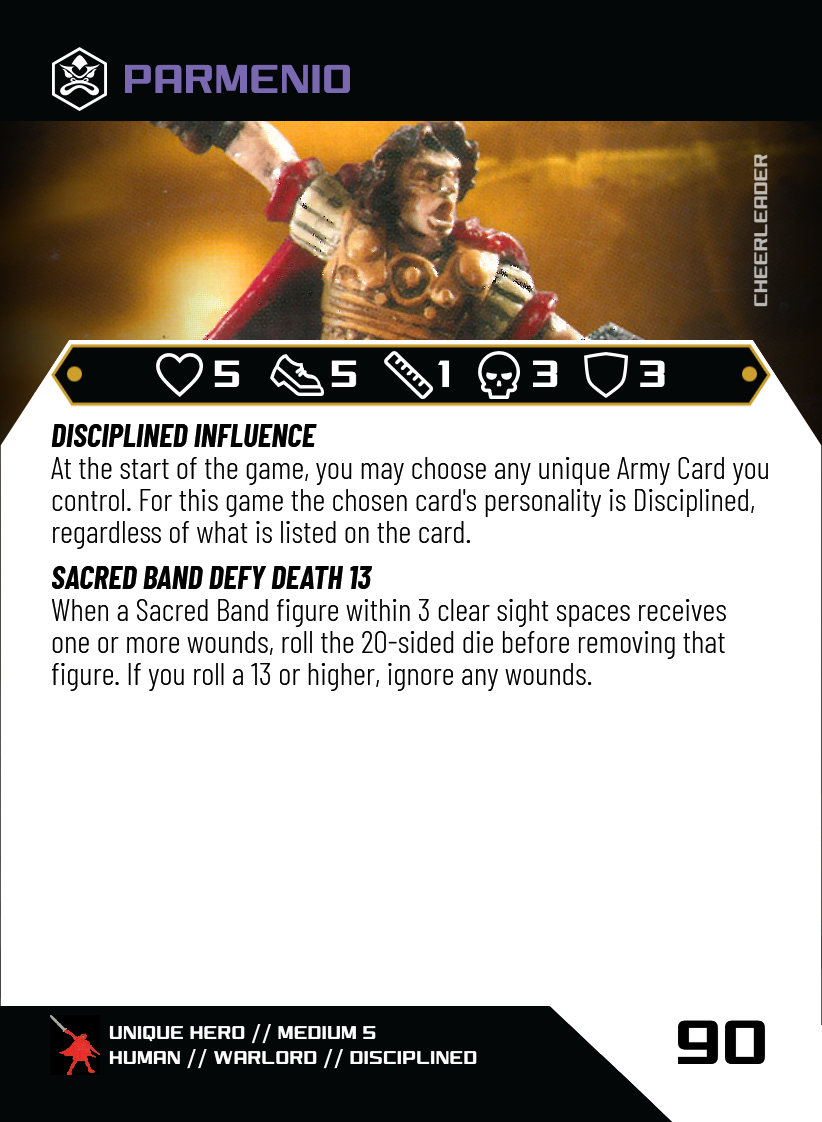 PARMENIO
CHEERLEADER
5 5 1 3 3
DISCIPLINED INFLUENCE
At the start of the game, you may choose any unique Army Card you
control. For this game the chosen card's personality is Disciplined,
regardless of what is listed on the card.
SACRED BAND DEFY DEATH 13
When a Sacred Band figure within 3 clear sight spaces receives
one or more wounds, roll the 20-sided die before removing that
figure. If you roll a 13 or higher, ignore any wounds.
UNIQUE HERO // MEDIUM 5
HUMAN // WARLORD // DISCIPLINED
90